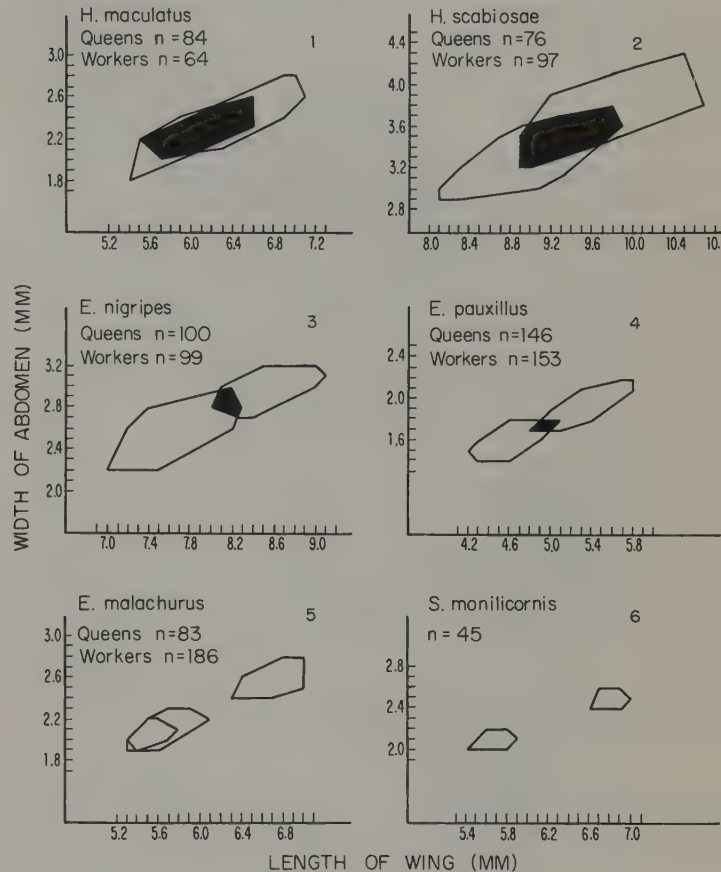 H. maculatus
Queens n=84
Workers n=64
1
3.0
2.6
2.2
1.8
5.2 5.6 6.0 6.4 6.8 7.2
H. scabiosae
Queens n=76
Workers n=97
2
4.4
4.0
3.6
3.2
2.8
8.0 8.4 8.8 9.2 9.6 10.0 10.4
E. nigripes
Queens n=100
Workers n=99
3
3.2
2.8
2.4
2.0
7.0 7.4 7.8 8.2 8.6 9.0
E. pauxillus
Queens n=146
Workers n=153
4
2.4
2.0
1.6
4.2 4.6 5.0 5.4 5.8
E. malachurus
Queens n=83
Workers n=186
5
3.0
2.6
2.2
1.8
5.2 5.6 6.0 6.4 6.8
S. monilicornis
n=45
6
2.8
2.4
2.0
5.4 5.8 6.2 6.6 7.0
WIDTH OF ABDOMEN (MM)
LENGTH OF WING (MM)